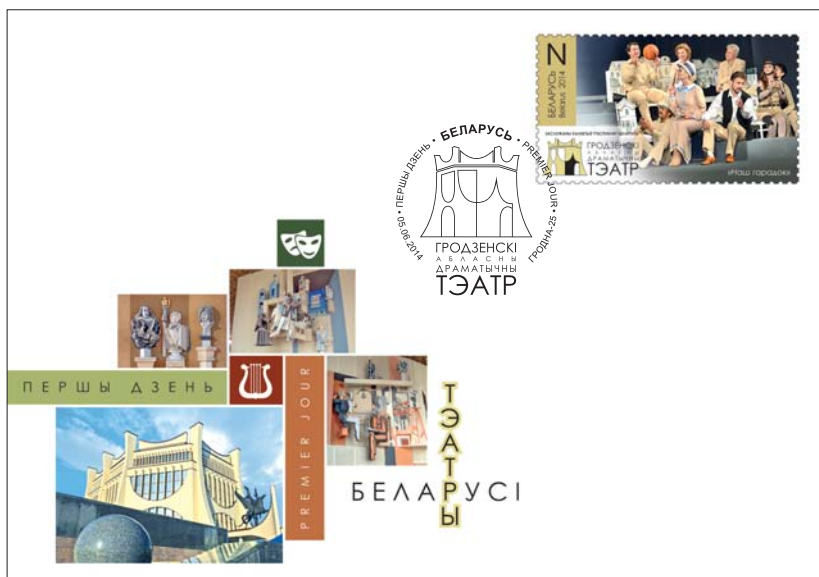 N
БЕЛАРУСЬ
Belarus 2014
ГРОДЗЕНСКІ
АБЛАСНЫ
ДРАМАТЫЧНЫ
ТЭАТР
«Наш гарадок»
• ПЕРШЫ ДЗЕНЬ • БЕЛАРУСЬ • PREMIER JOUR •
05.06.2014
ГРОДНА-25
ГРОДЗЕНСКІ
АБЛАСНЫ
ДРАМАТЫЧНЫ
ТЭАТР
ПЕРШЫ ДЗЕНЬ
PREMIER JOUR
ТЭАТРЫ
БЕЛАРУСІ